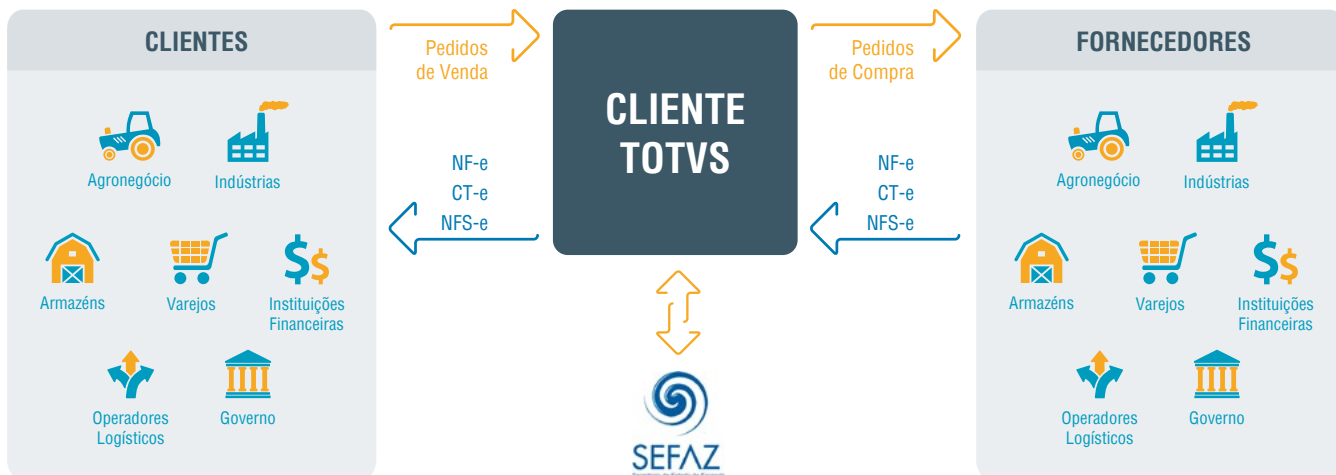 CLIENTES
Agronegócio
Indústrias
Armazéns
Varejos
Instituições
Financeiras
Operadores
Logísticos
Governo
Pedidos
de Venda
NF-e
CT-e
NFS-e
CLIENTE
TOTVS
SEFAZ
Pedidos
de Compra
NF-e
CT-e
NFS-e
FORNECEDORES
Agronegócio
Indústrias
Armazéns
Varejos
Instituições
Financeiras
Operadores
Logísticos
Governo